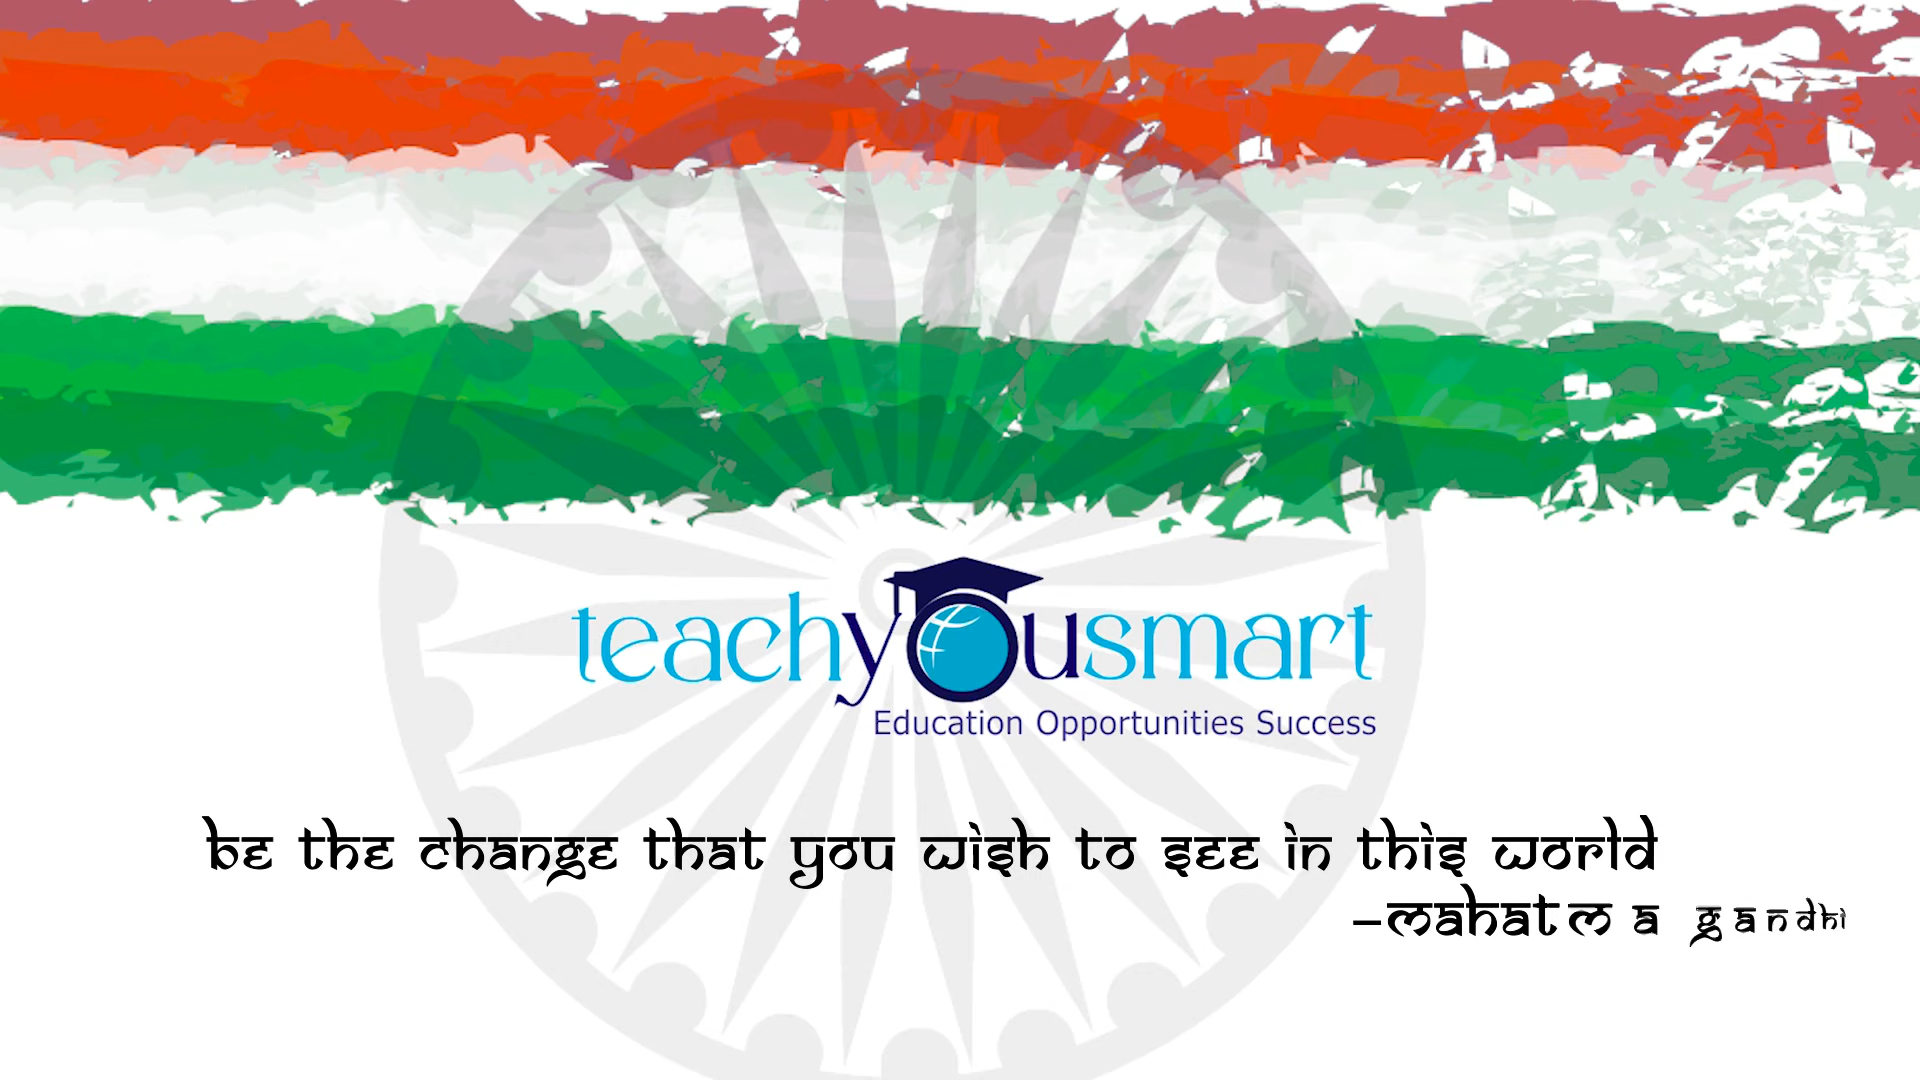 teachyousmart
Education Opportunities Success
be the change that you wish to see in this world
-mahatma gandhi